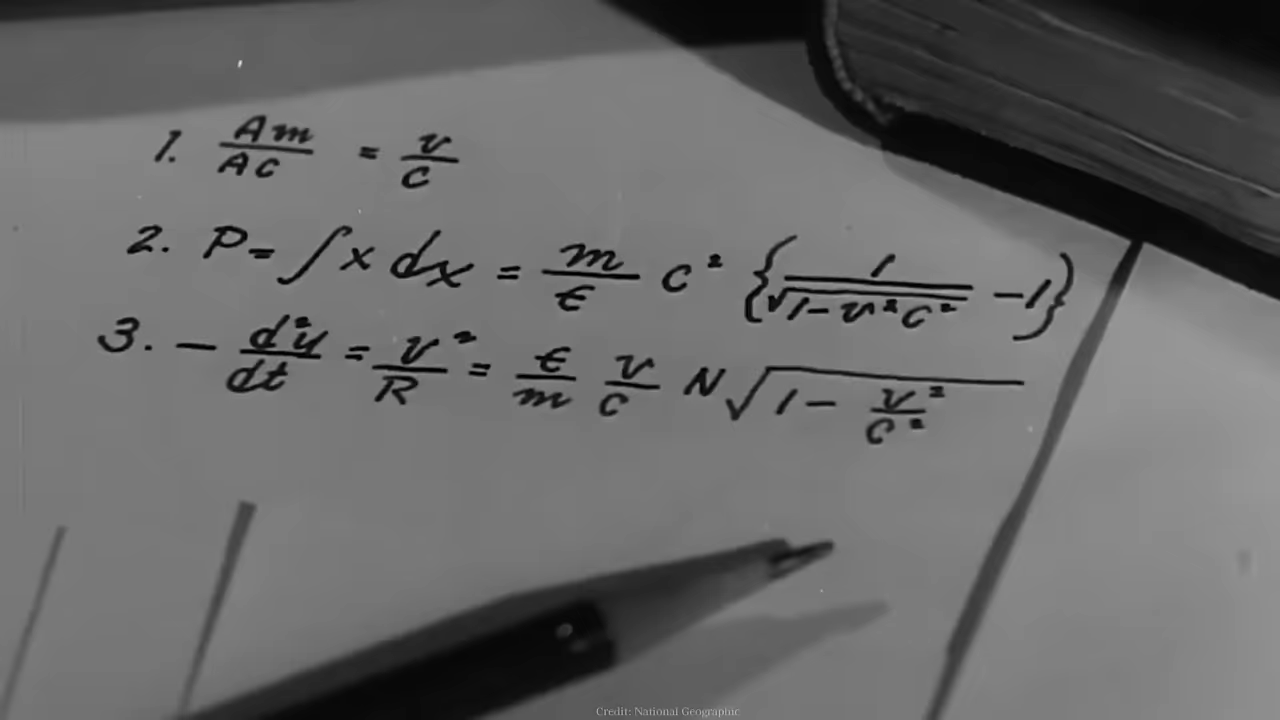 1. Am/Ac = v/c
2. P = ∫ x dx = m/ϵ c² {1/√(1-v²c²) -1}
3. - d²y/dt = v²/R = ϵ/m v/c N√(1 - v²/c²)
Credit: National Geographic